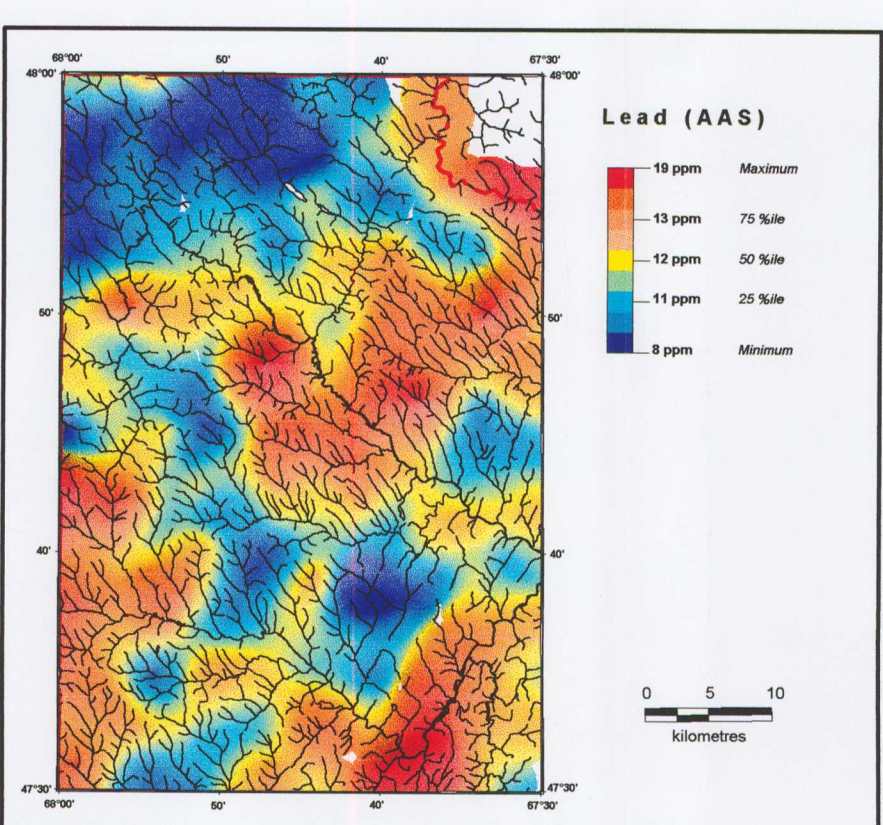 68°00'
50'
40'
67°30'
48°00'
48°00'
Lead (AAS)
19 ppm Maximum
13 ppm 75 %ile
12 ppm 50 %ile
11 ppm 25 %ile
8 ppm Minimum
50'
50'
40'
40'
0 5 10
kilometres
47°30'
47°30'
68°00'
50'
40'
67°30'